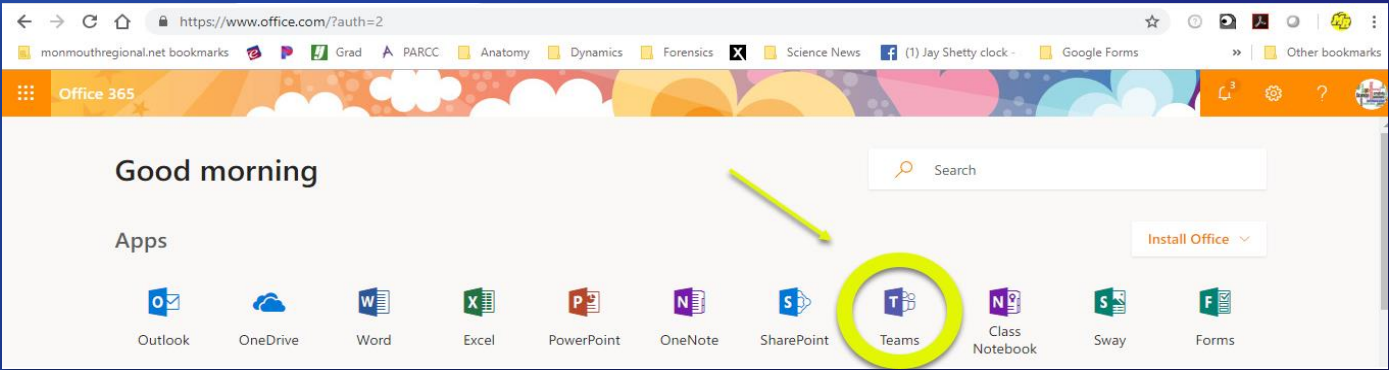 https://www.office.com/?auth=2
monmouthregional.net bookmarks Grad PARCC Anatomy Dynamics Forensics X Science News f (1) Jay Shetty clock - Google Forms » Other bookmarks
Office 365 3 ?
Good morning
Search
Apps
Install Office
Outlook OneDrive Word Excel PowerPoint OneNote SharePoint Teams Class Notebook Sway Forms